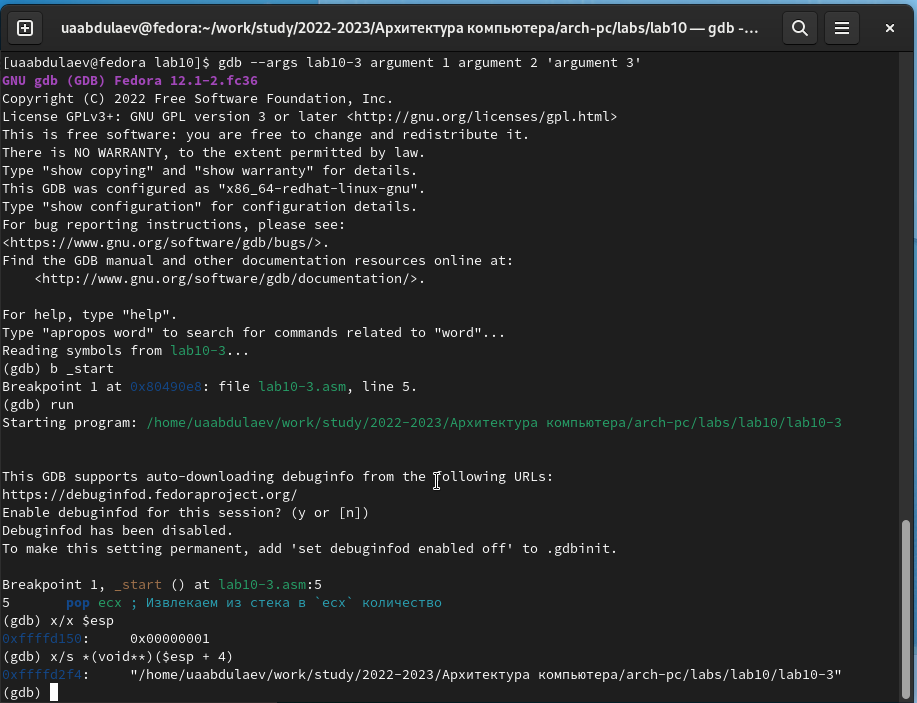 uaabdulaev@fedora:~/work/study/2022-2023/Архитектура компьютера/arch-pc/labs/lab10 — gdb -...
[uaabdulaev@fedora lab10]$ gdb --args lab10-3 argument 1 argument 2 'argument 3'
GNU gdb (GDB) Fedora 12.1-2.fc36
Copyright (C) 2022 Free Software Foundation, Inc.
License GPLv3+: GNU GPL version 3 or later <http://gnu.org/licenses/gpl.html>
This is free software: you are free to change and redistribute it.
There is NO WARRANTY, to the extent permitted by law.
Type "show copying" and "show warranty" for details.
This GDB was configured as "x86_64-redhat-linux-gnu".
Type "show configuration" for configuration details.
For bug reporting instructions, please see:
<https://www.gnu.org/software/gdb/bugs/>.
Find the GDB manual and other documentation resources online at:
    <http://www.gnu.org/software/gdb/documentation/>.
For help, type "help".
Type "apropos word" to search for commands related to "word"...
Reading symbols from lab10-3...
(gdb) b _start
Breakpoint 1 at 0x80490e8: file lab10-3.asm, line 5.
(gdb) run
Starting program: /home/uaabdulaev/work/study/2022-2023/Архитектура компьютера/arch-pc/labs/lab10/lab10-3
This GDB supports auto-downloading debuginfo from the following URLs:
https://debuginfod.fedoraproject.org/
Enable debuginfod for this session? (y or [n])
Debuginfod has been disabled.
To make this setting permanent, add 'set debuginfod enabled off' to .gdbinit.
Breakpoint 1, _start () at lab10-3.asm:5
5       pop ecx ; Извлекаем из стека в `ecx` количество
(gdb) x/x $esp
0xffffd150:     0x00000001
(gdb) x/s *(void**)($esp + 4)
0xffffd2f4:     "/home/uaabdulaev/work/study/2022-2023/Архитектура компьютера/arch-pc/labs/lab10/lab10-3"
(gdb)